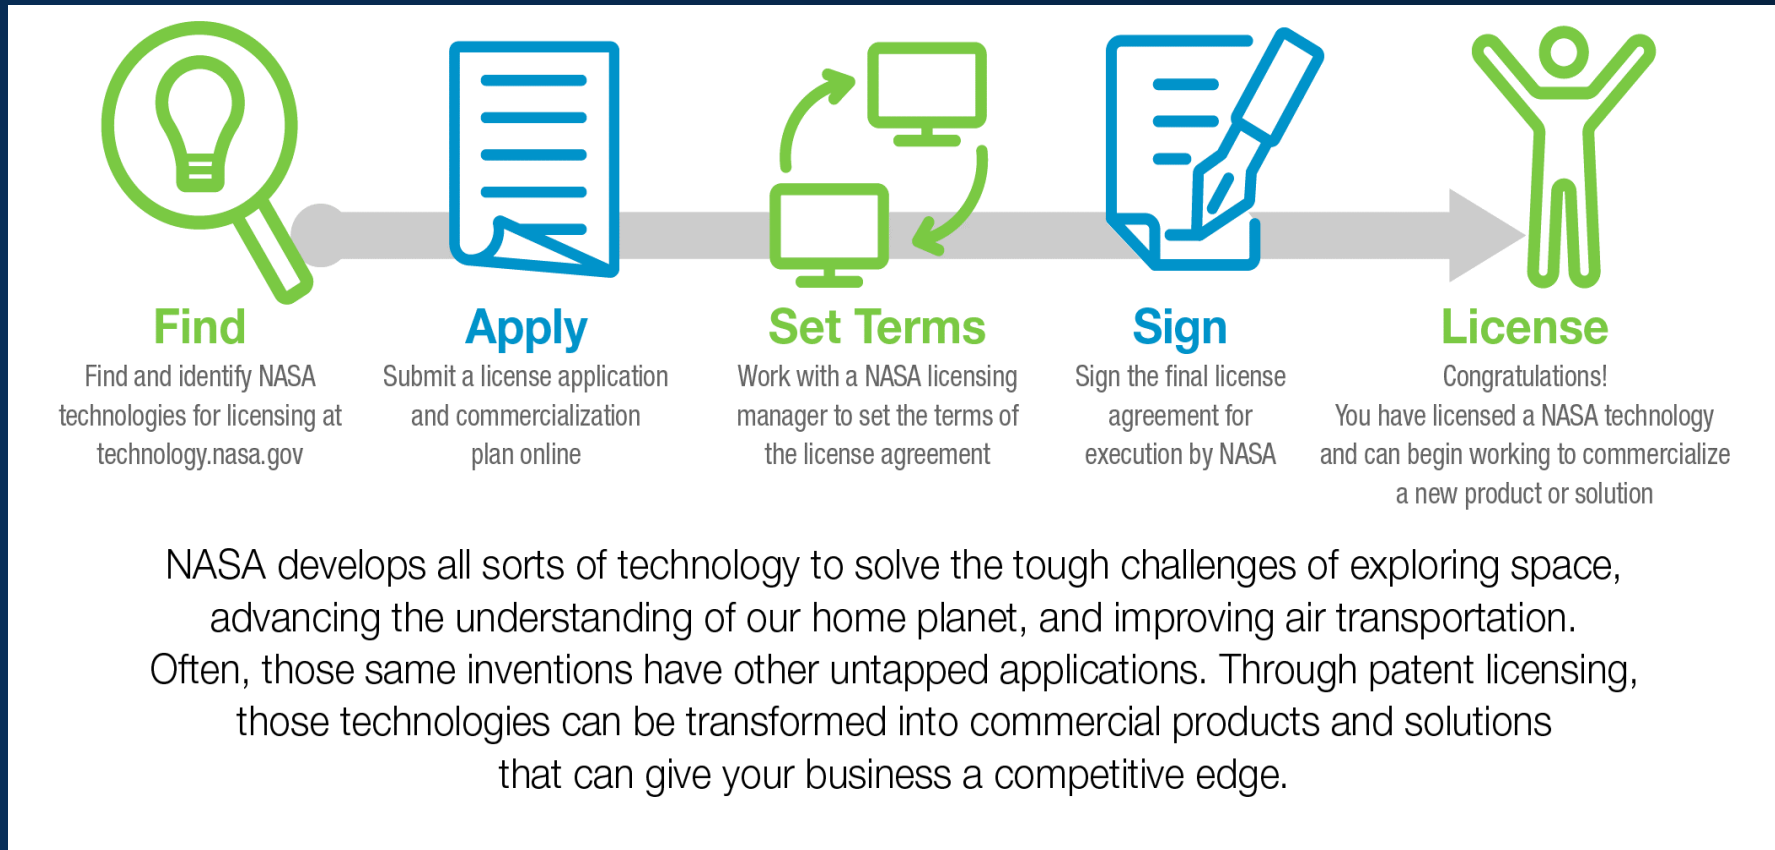 Find
Find and identify NASA
technologies for licensing at
technology.nasa.gov
Apply
Submit a license application
and commercialization
plan online
Set Terms
Work with a NASA licensing
manager to set the terms of
the license agreement
Sign
Sign the final license
agreement for
execution by NASA
License
Congratulations!
You have licensed a NASA technology
and can begin working to commercialize
a new product or solution
NASA develops all sorts of technology to solve the tough challenges of exploring space,
advancing the understanding of our home planet, and improving air transportation.
Often, those same inventions have other untapped applications. Through patent licensing,
those technologies can be transformed into commercial products and solutions
that can give your business a competitive edge.